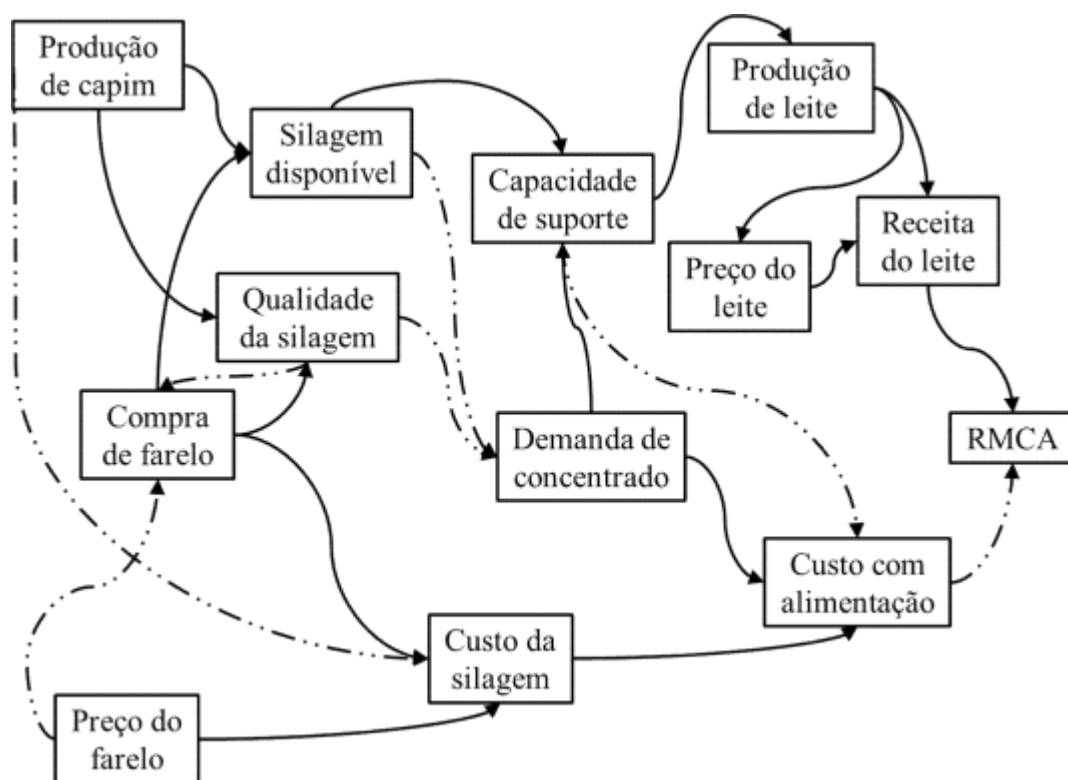 Produção
de capim
Produção
de leite
Silagem
disponível
Capacidade
de suporte
Receita
do leite
Preço do
leite
Qualidade
da silagem
Compra
de farelo
Demanda de
concentrado
RMCA
Custo com
alimentação
Custo da
silagem
Preço do
farelo